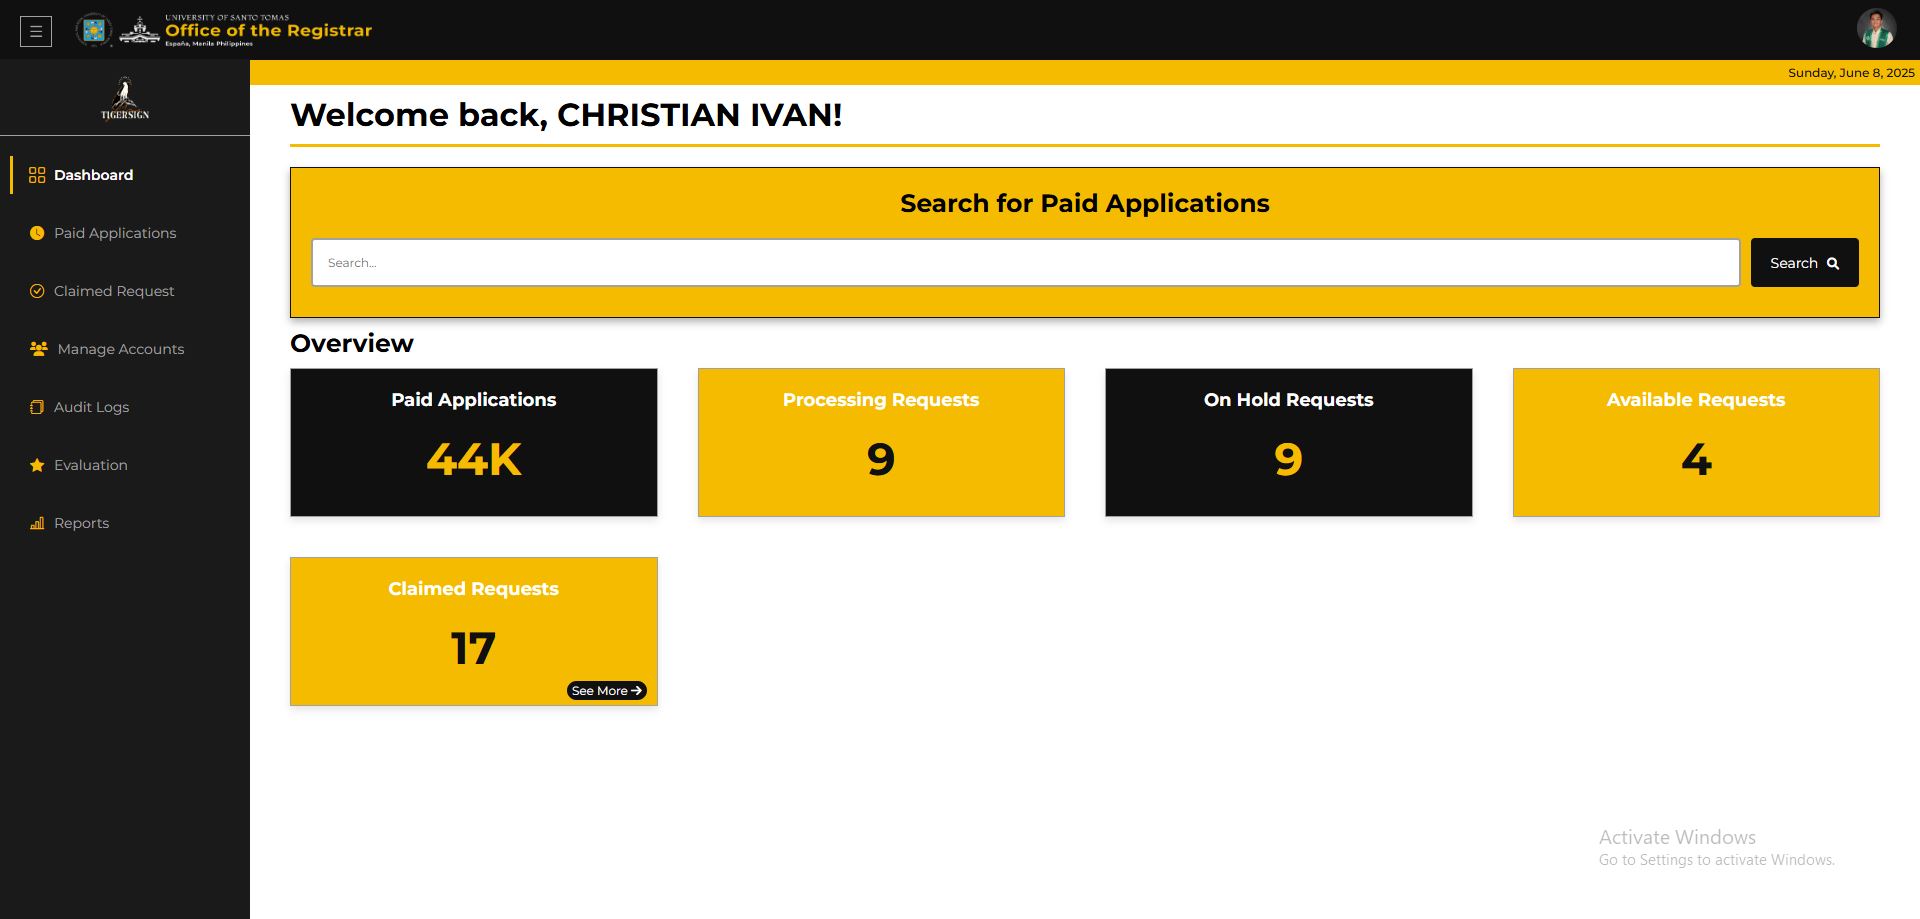 UNIVERSITY OF SANTO TOMAS
Office of the Registrar
España, Manila Philippines
TIGERSIGN
Sunday, June 8, 2025
Dashboard
Paid Applications
Claimed Request
Manage Accounts
Audit Logs
Evaluation
Reports
Welcome back, CHRISTIAN IVAN!
Search for Paid Applications
Search...
Search
Overview
Paid Applications
44K
Processing Requests
9
On Hold Requests
9
Available Requests
4
Claimed Requests
17
See More
Activate Windows
Go to Settings to activate Windows.